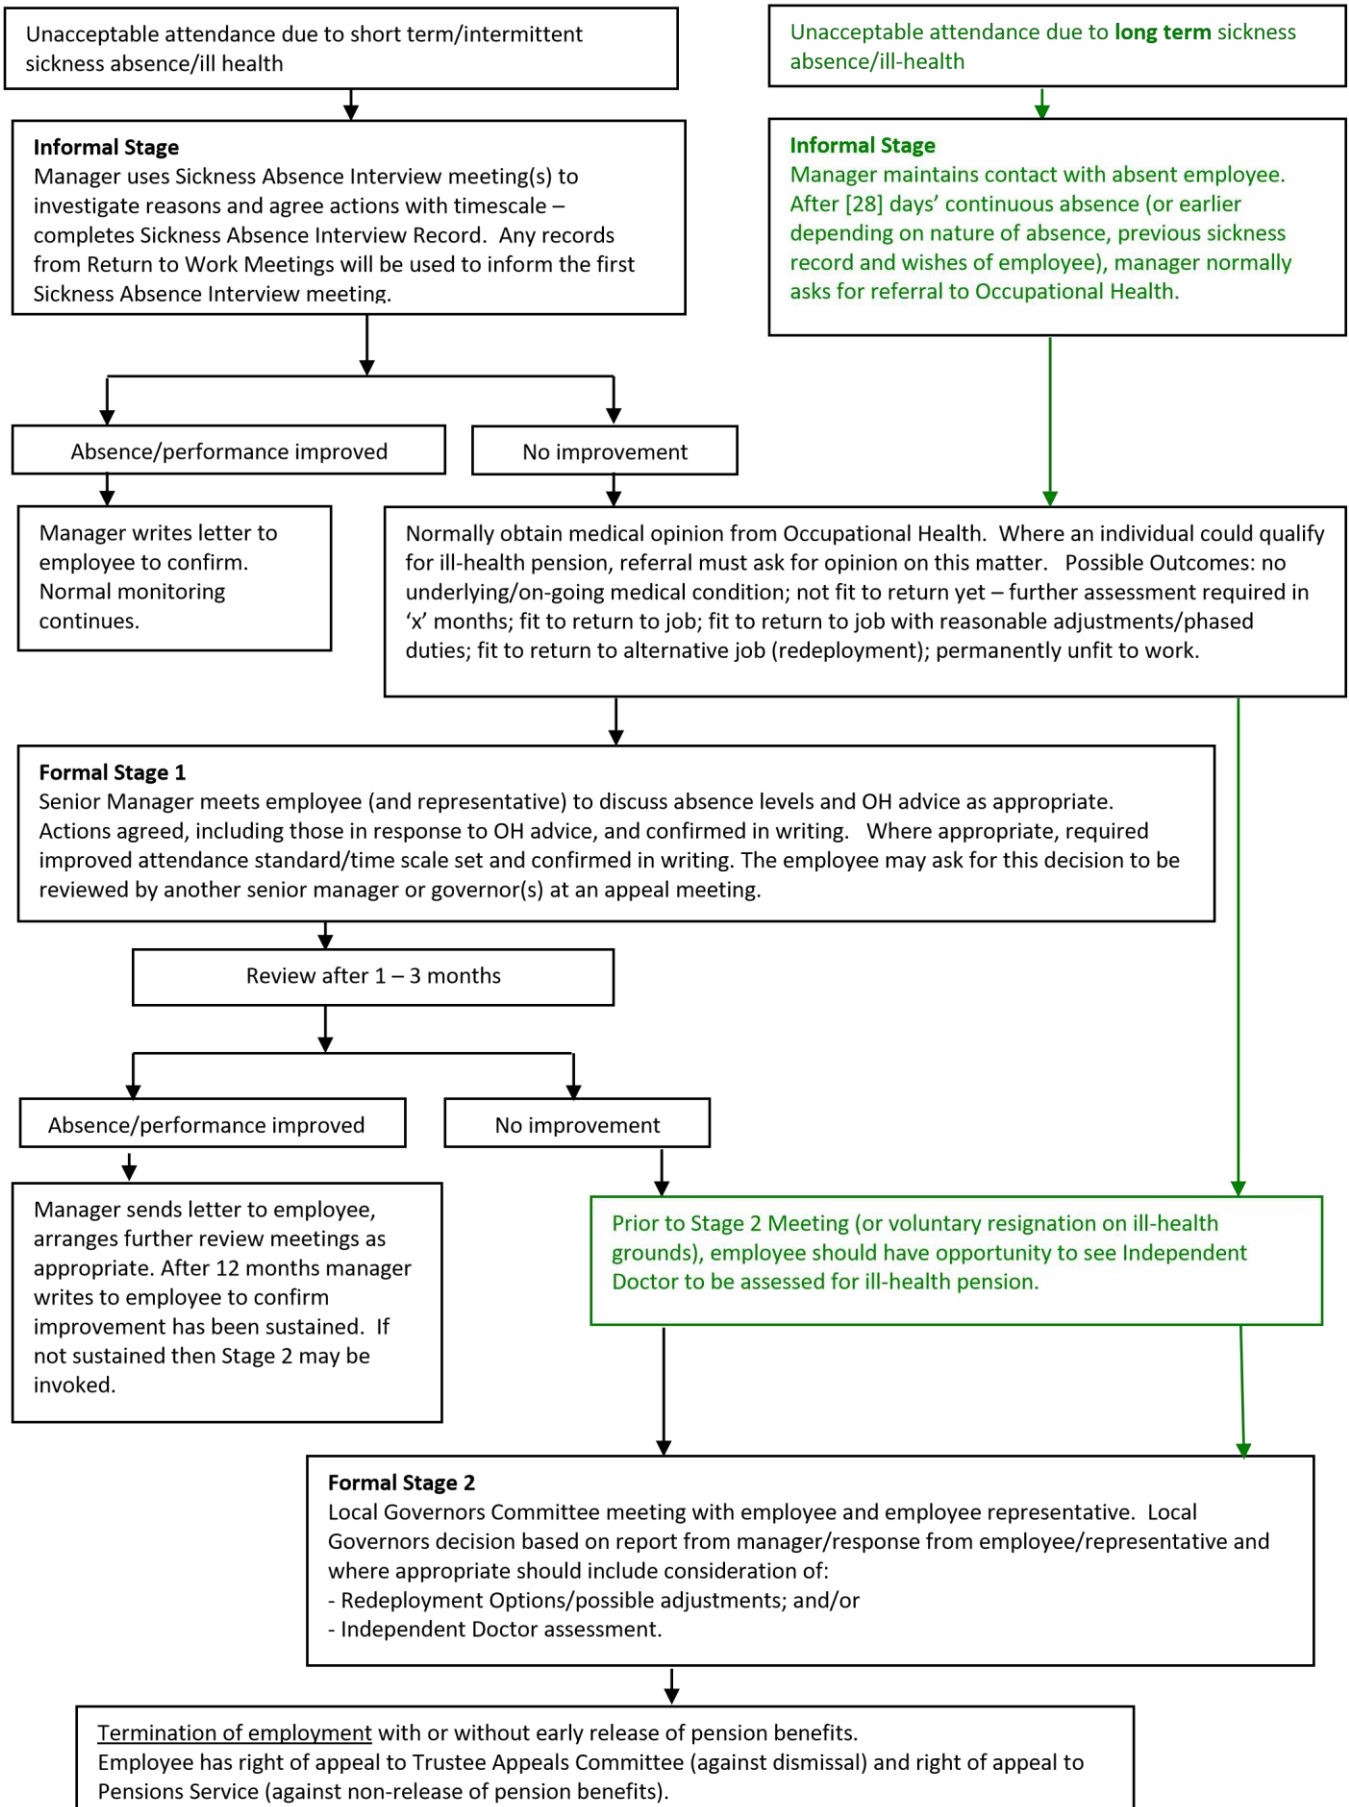 Unacceptable attendance due to short term/intermittent
sickness absence/ill health
Unacceptable attendance due to long term sickness
absence/ill-health
Informal Stage
Manager uses Sickness Absence Interview meeting(s) to
investigate reasons and agree actions with timescale –
completes Sickness Absence Interview Record.  Any records
from Return to Work Meetings will be used to inform the first
Sickness Absence Interview meeting.
Informal Stage
Manager maintains contact with absent employee.
After [28] days’ continuous absence (or earlier
depending on nature of absence, previous sickness
record and wishes of employee), manager normally
asks for referral to Occupational Health.
Absence/performance improved
No improvement
Manager writes letter to
employee to confirm.
Normal monitoring
continues.
Normally obtain medical opinion from Occupational Health.  Where an individual could qualify
for ill-health pension, referral must ask for opinion on this matter.   Possible Outcomes: no
underlying/on-going medical condition; not fit to return yet – further assessment required in
‘x’ months; fit to return to job; fit to return to job with reasonable adjustments/phased
duties; fit to return to alternative job (redeployment); permanently unfit to work.
Formal Stage 1
Senior Manager meets employee (and representative) to discuss absence levels and OH advice as appropriate.
Actions agreed, including those in response to OH advice, and confirmed in writing.   Where appropriate, required
improved attendance standard/time scale set and confirmed in writing. The employee may ask for this decision to be
reviewed by another senior manager or governor(s) at an appeal meeting.
Review after 1 – 3 months
Absence/performance improved
No improvement
Manager sends letter to employee,
arranges further review meetings as
appropriate. After 12 months manager
writes to employee to confirm
improvement has been sustained.  If
not sustained then Stage 2 may be
invoked.
Prior to Stage 2 Meeting (or voluntary resignation on ill-health
grounds), employee should have opportunity to see Independent
Doctor to be assessed for ill-health pension.
Formal Stage 2
Local Governors Committee meeting with employee and employee representative.  Local
Governors decision based on report from manager/response from employee/representative and
where appropriate should include consideration of:
- Redeployment Options/possible adjustments; and/or
- Independent Doctor assessment.
Termination of employment with or without early release of pension benefits.
Employee has right of appeal to Trustee Appeals Committee (against dismissal) and right of appeal to
Pensions Service (against non-release of pension benefits).